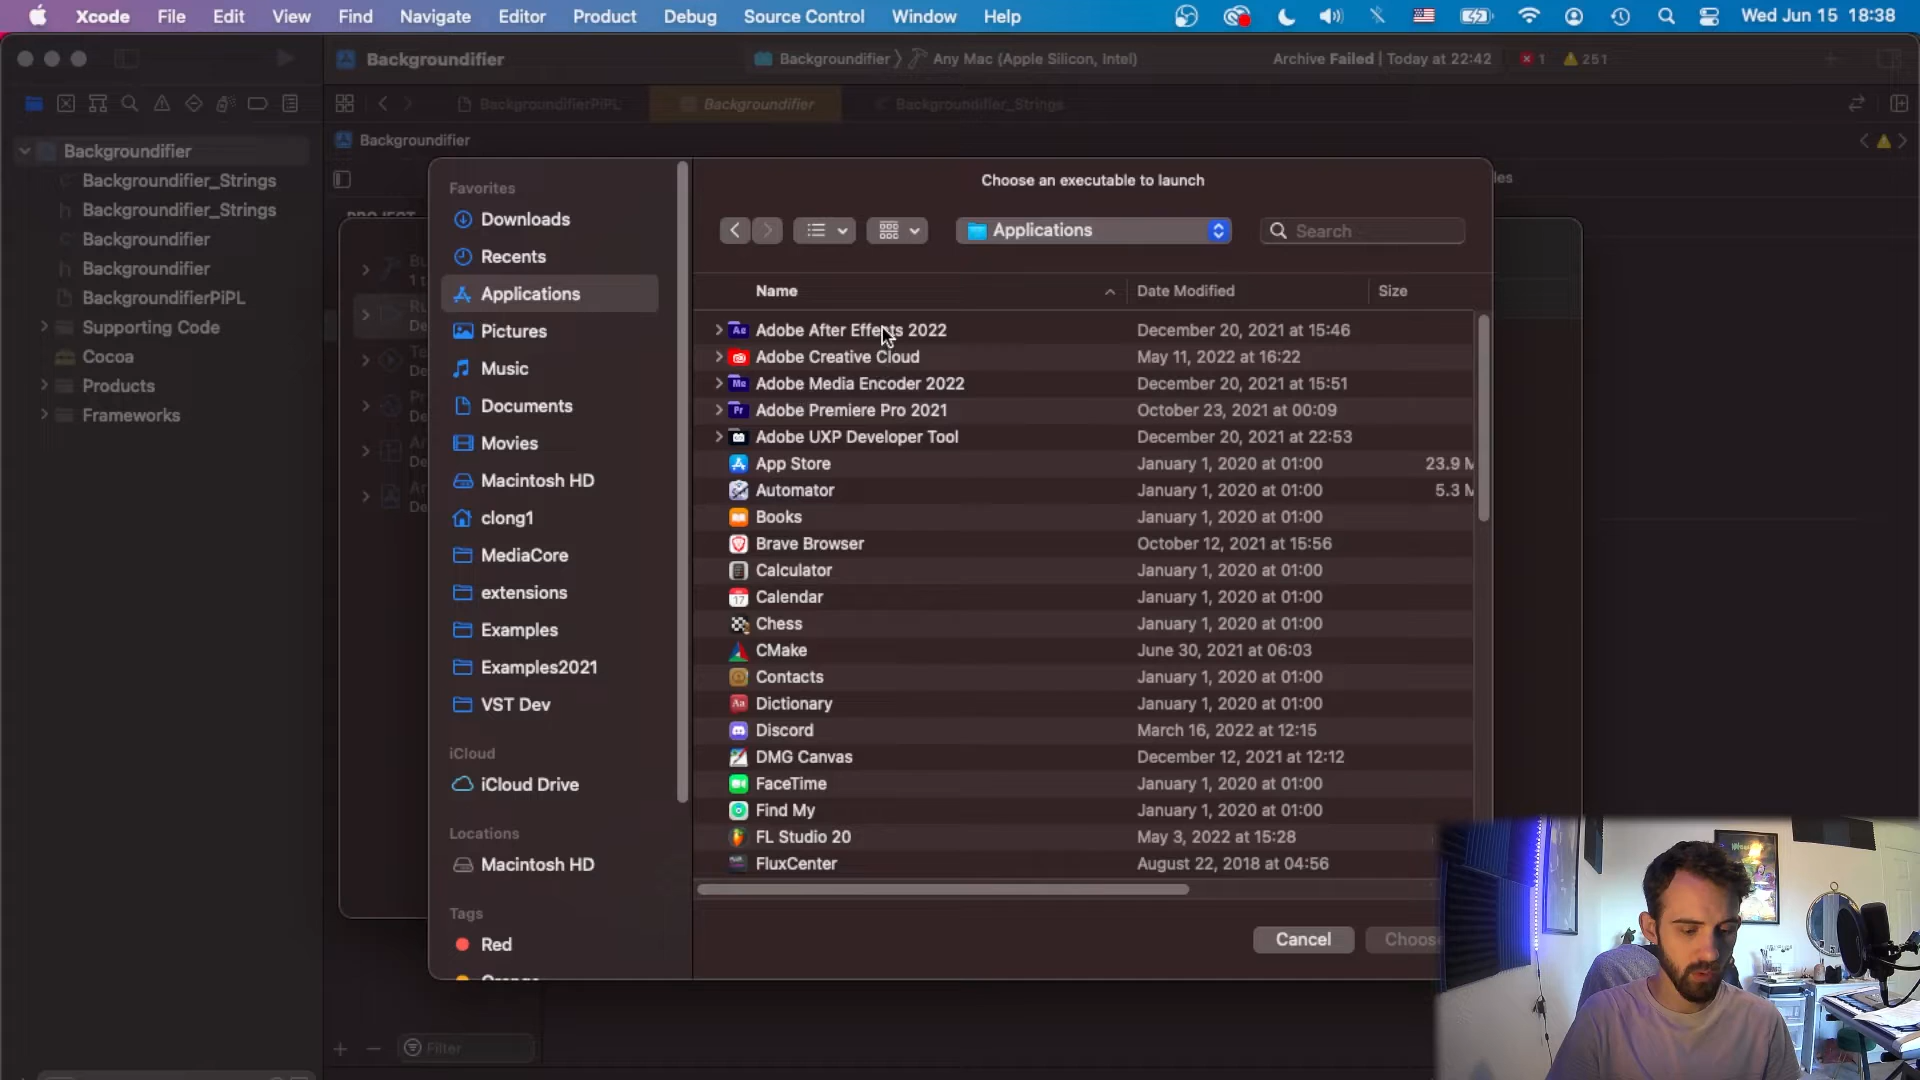 Xcode File Edit View Find Navigate Editor Product Debug Source Control Window Help Wed Jun 15 18:38
Backgroundifier Backgroundifier Any Mac (Apple Silicon, Intel) Archive Failed | Today at 22:42 1 251
BackgroundifierPiPL Backgroundifier Backgroundifier_Strings
Backgroundifier
Backgroundifier
Backgroundifier_Strings
Backgroundifier_Strings
Backgroundifier
Backgroundifier
BackgroundifierPiPL
Supporting Code
Cocoa
Products
Frameworks
Filter
Favorites
Downloads
Recents
Applications
Pictures
Music
Documents
Movies
Macintosh HD
clong1
MediaCore
extensions
Examples
Examples2021
VST Dev
iCloud
iCloud Drive
Locations
Macintosh HD
Tags
Red
Choose an executable to launch
Applications Search
Name Date Modified Size
Adobe After Effects 2022 December 20, 2021 at 15:46
Adobe Creative Cloud May 11, 2022 at 16:22
Adobe Media Encoder 2022 December 20, 2021 at 15:51
Adobe Premiere Pro 2021 October 23, 2021 at 00:09
Adobe UXP Developer Tool December 20, 2021 at 22:53
App Store January 1, 2020 at 01:00 23.9 M
Automator January 1, 2020 at 01:00 5.3 M
Books January 1, 2020 at 01:00
Brave Browser October 12, 2021 at 15:56
Calculator January 1, 2020 at 01:00
Calendar January 1, 2020 at 01:00
Chess January 1, 2020 at 01:00
CMake June 30, 2021 at 06:03
Contacts January 1, 2020 at 01:00
Dictionary January 1, 2020 at 01:00
Discord March 16, 2022 at 12:15
DMG Canvas December 12, 2021 at 12:12
FaceTime January 1, 2020 at 01:00
Find My January 1, 2020 at 01:00
FL Studio 20 May 3, 2022 at 15:28
FluxCenter August 22, 2018 at 04:56
Cancel Choos